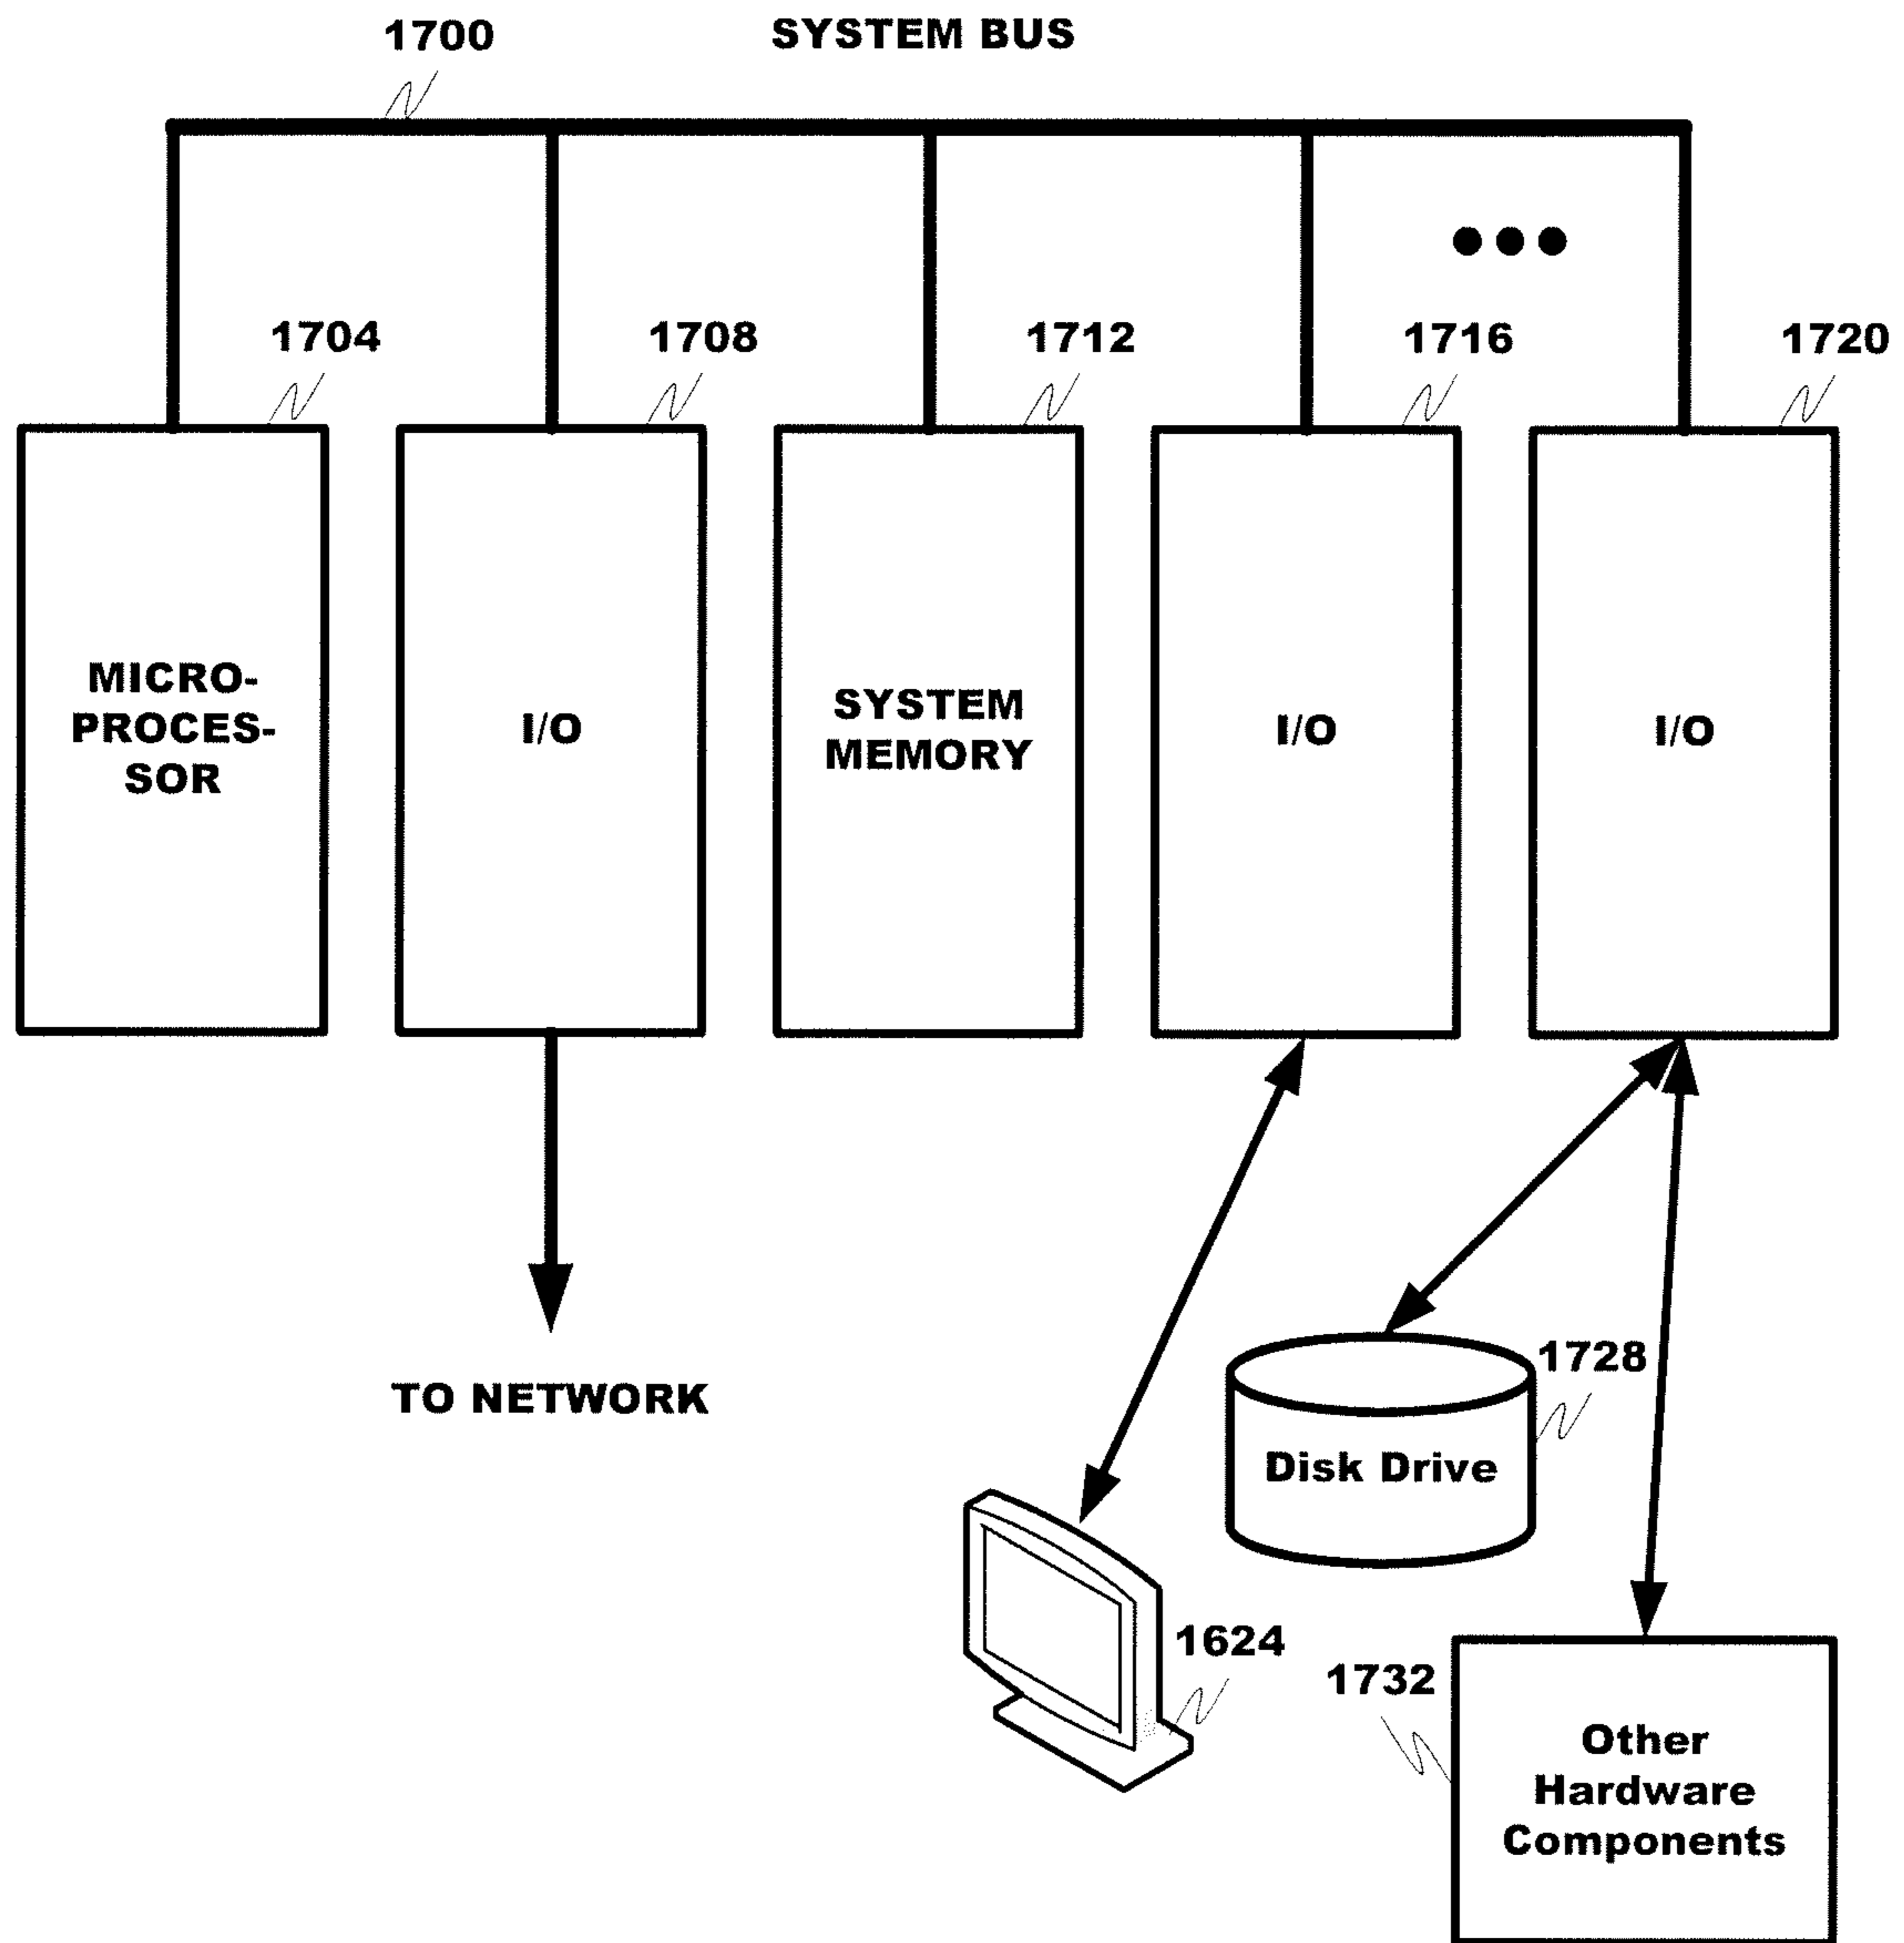 1700
SYSTEM BUS
1704
1708
1712
1716
1720
MICRO-
PROCES-
SOR
I/O
SYSTEM
MEMORY
I/O
I/O
TO NETWORK
1728
Disk Drive
1624
1732
Other
Hardware
Components